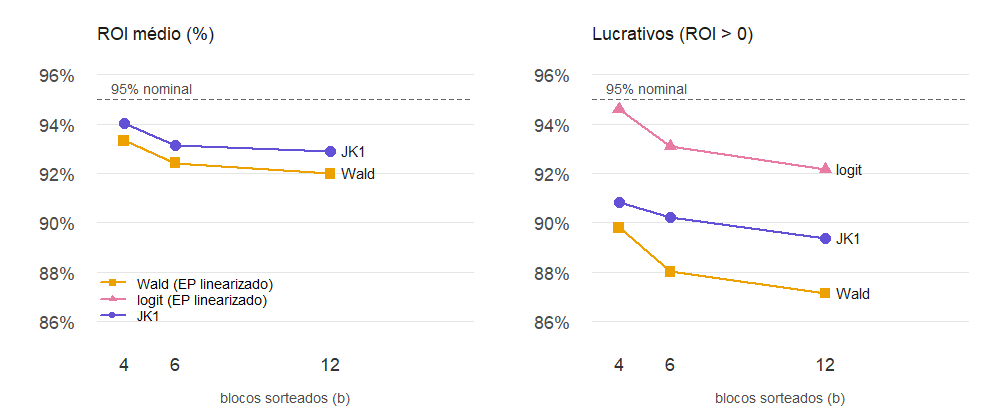 ROI médio (%)
96%
95% nominal
94%
92%
90%
88%
86%
JK1
Wald
Wald (EP linearizado)
logit (EP linearizado)
JK1
4
6
12
blocos sorteados (b)
Lucrativos (ROI > 0)
96%
95% nominal
94%
92%
90%
88%
86%
logit
JK1
Wald
4
6
12
blocos sorteados (b)